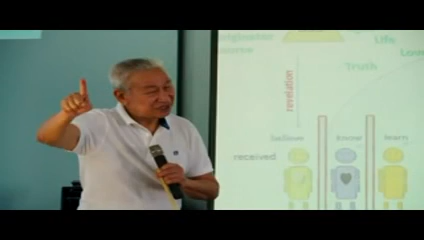 Life
Love
Truth
revelation
believe know learn
received